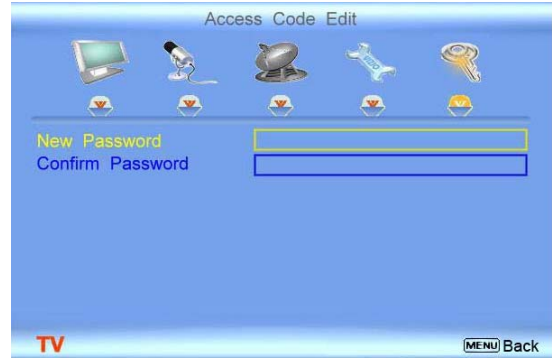 Access Code Edit
New Password
Confirm Password
TV
MENU Back